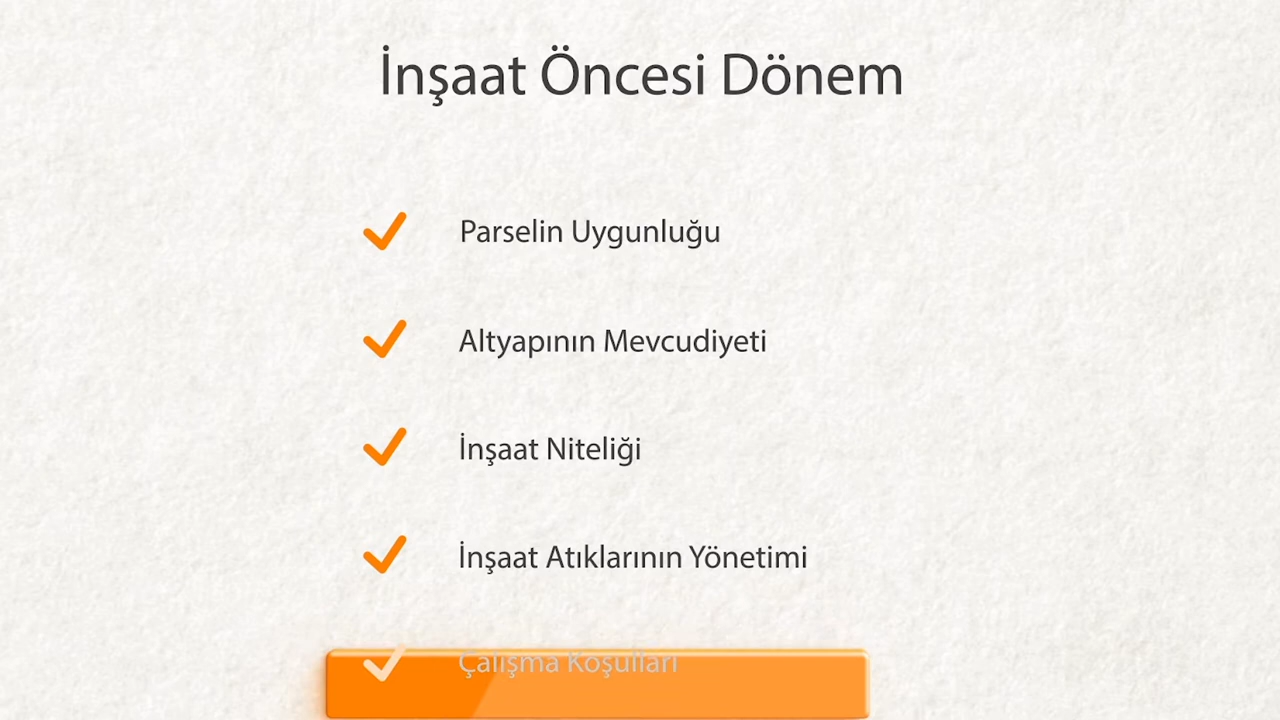 İnşaat Öncesi Dönem
Parselin Uygunluğu
Altyapının Mevcudiyeti
İnşaat Niteliği
İnşaat Atıklarının Yönetimi
Çalışma Koşulları